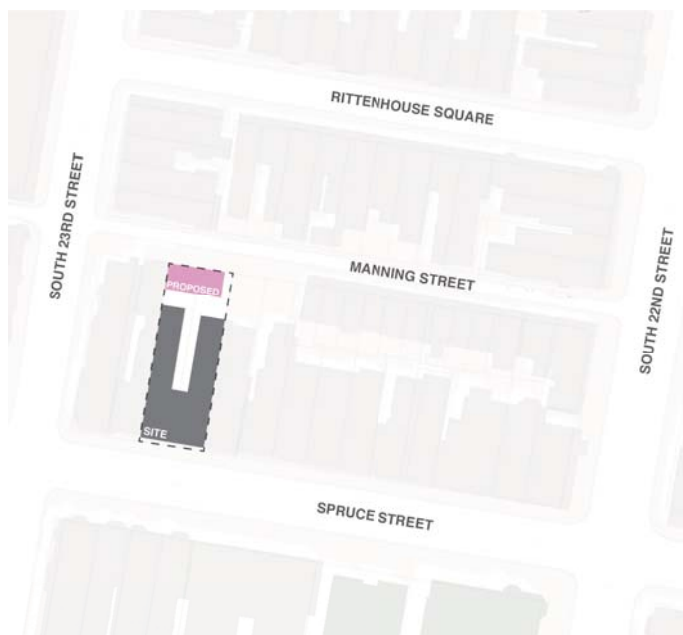 RITTENHOUSE SQUARE
SOUTH 23RD STREET
MANNING STREET
SOUTH 22ND STREET
PROPOSED
SITE
SPRUCE STREET